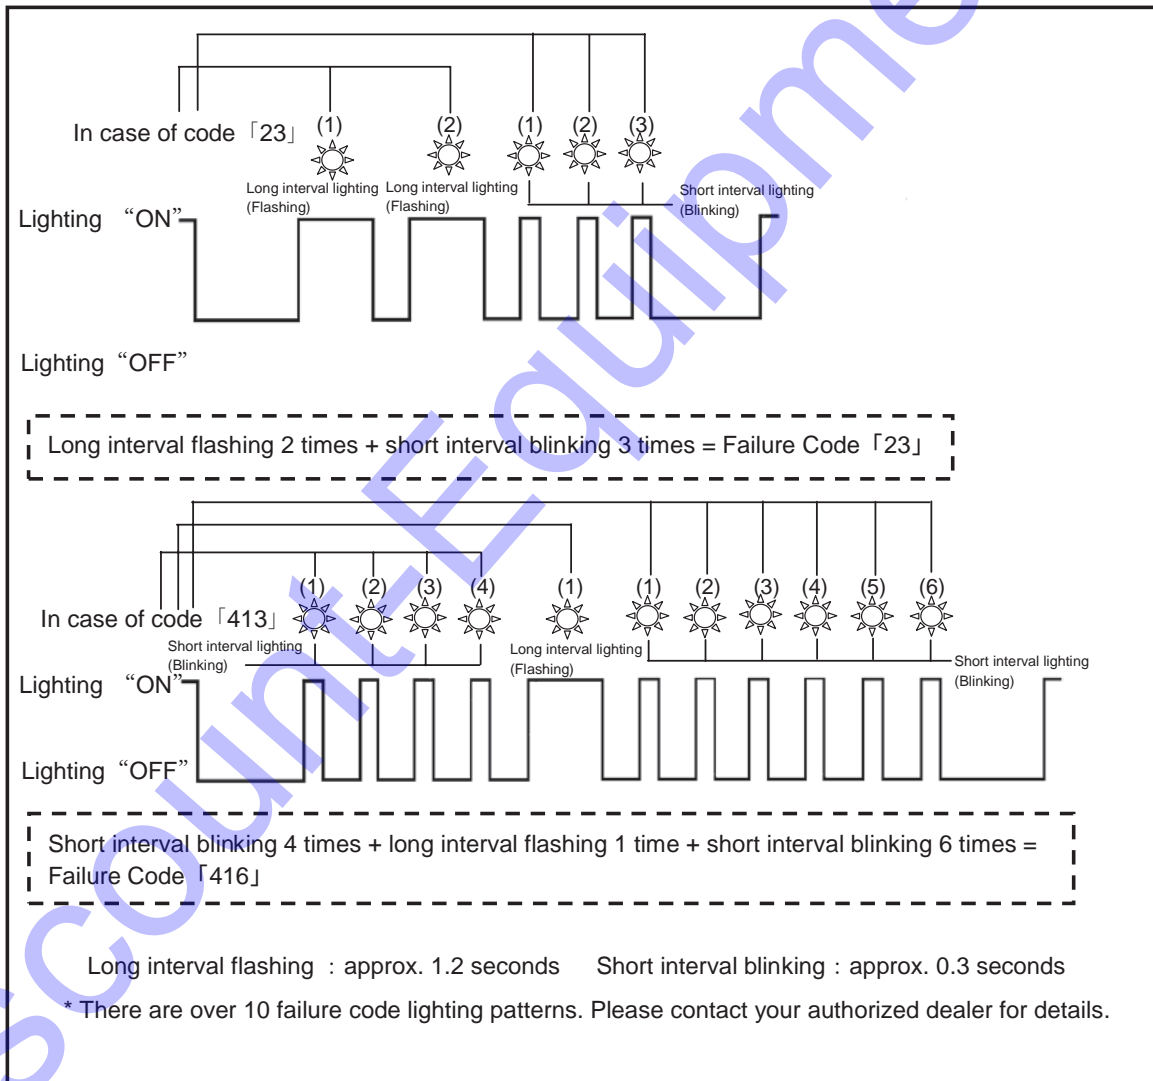 (1) (2) (1) (2) (3)
In case of code「23」
Long interval lighting Long interval lighting Short interval lighting
(Flashing) (Flashing) (Blinking)
Lighting “ON”
Lighting “OFF”
Long interval flashing 2 times + short interval blinking 3 times = Failure Code「23」
(1) (2) (3) (4) (1) (1) (2) (3) (4) (5) (6)
In case of code「413」
Short interval lighting Long interval lighting Short interval lighting
(Blinking) (Flashing) (Blinking)
Lighting “ON”
Lighting “OFF”
Short interval blinking 4 times + long interval flashing 1 time + short interval blinking 6 times =
Failure Code「416」
Long interval flashing : approx. 1.2 seconds Short interval blinking : approx. 0.3 seconds
* There are over 10 failure code lighting patterns. Please contact your authorized dealer for details.
scount-Equipme